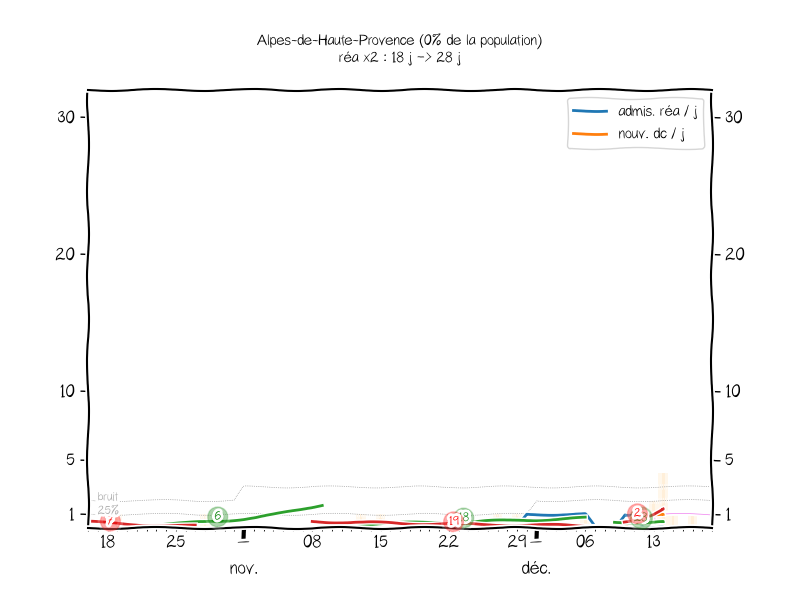 Alpes-de-Haute-Provence (0% de la population)
réa x2 : 18 j -> 28 j
admis. réa / j
nouv. dc / j
30 30
20 20
10 10
5 5
1 1
bruit
25%
6
19
18 25 08 15 22 29 06 13
nov. déc.